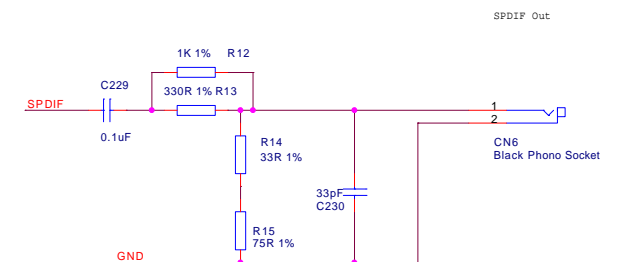 SPDIF Out
1K 1% R12
C229
330R 1% R13
SPDIF
0.1uF
1
2
R14
33R 1%
CN6
Black Phono Socket
33pF
C230
R15
75R 1%
GND